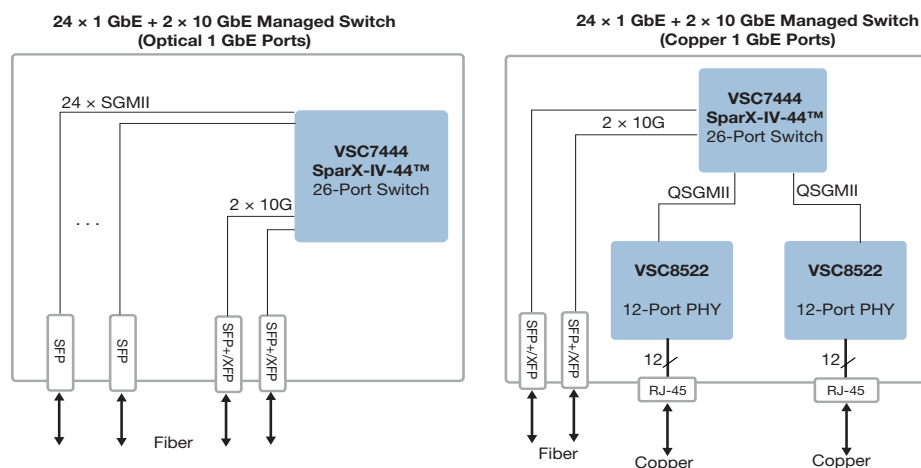 24 × 1 GbE + 2 × 10 GbE Managed Switch
(Optical 1 GbE Ports)
24 × SGMII
VSC7444
SparX-IV-44™
26-Port Switch
2 × 10G
. . .
SFP
SFP
SFP+/XFP
SFP+/XFP
Fiber
24 × 1 GbE + 2 × 10 GbE Managed Switch
(Copper 1 GbE Ports)
VSC7444
SparX-IV-44™
26-Port Switch
2 × 10G
QSGMII
QSGMII
VSC8522
12-Port PHY
VSC8522
12-Port PHY
SFP+/XFP
SFP+/XFP
12
12
RJ-45
RJ-45
Fiber
Copper
Copper